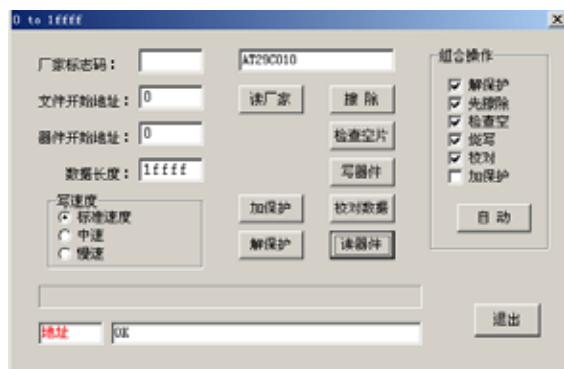 0 to 1ffff
厂家标志码：
AT29C010
组合操作
文件开始地址：
0
读厂家
擦 除
解保护
先擦除
检查空
烧写
校对
加保护
器件开始地址：
0
检查空片
数据长度：
1ffff
写器件
写速度
标准速度
中速
慢速
加保护
校对数据
自 动
解保护
读器件
地址
OK
退出